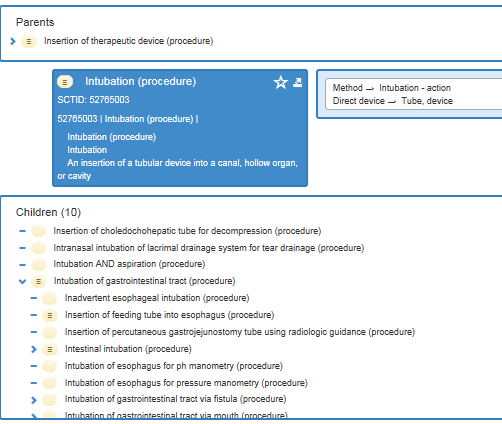 Parents
Insertion of therapeutic device (procedure)
Intubation (procedure)
SCTID: 52765003
52765003 | Intubation (procedure) |
Intubation (procedure)
Intubation
An insertion of a tubular device into a canal, hollow organ,
or cavity
Method → Intubation - action
Direct device → Tube, device
Children (10)
Insertion of choledochohepatic tube for decompression (procedure)
Intranasal intubation of lacrimal drainage system for tear drainage (procedure)
Intubation AND aspiration (procedure)
Intubation of gastrointestinal tract (procedure)
Inadvertent esophageal intubation (procedure)
Insertion of feeding tube into esophagus (procedure)
Insertion of percutaneous gastrojejunostomy tube using radiologic guidance (procedure)
Intestinal intubation (procedure)
Intubation of esophagus for ph manometry (procedure)
Intubation of esophagus for pressure manometry (procedure)
Intubation of gastrointestinal tract via fistula (procedure)
Intubation of gastrointestinal tract via mouth (procedure)